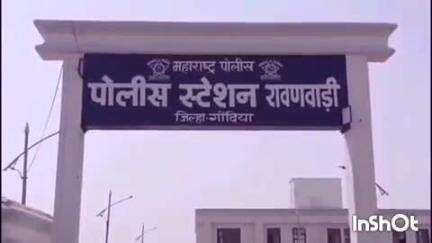 महाराष्ट्र पोलीस
पोलीस स्टेशन रावणवाडी
जिल्हा-गोंदिया
InShOt